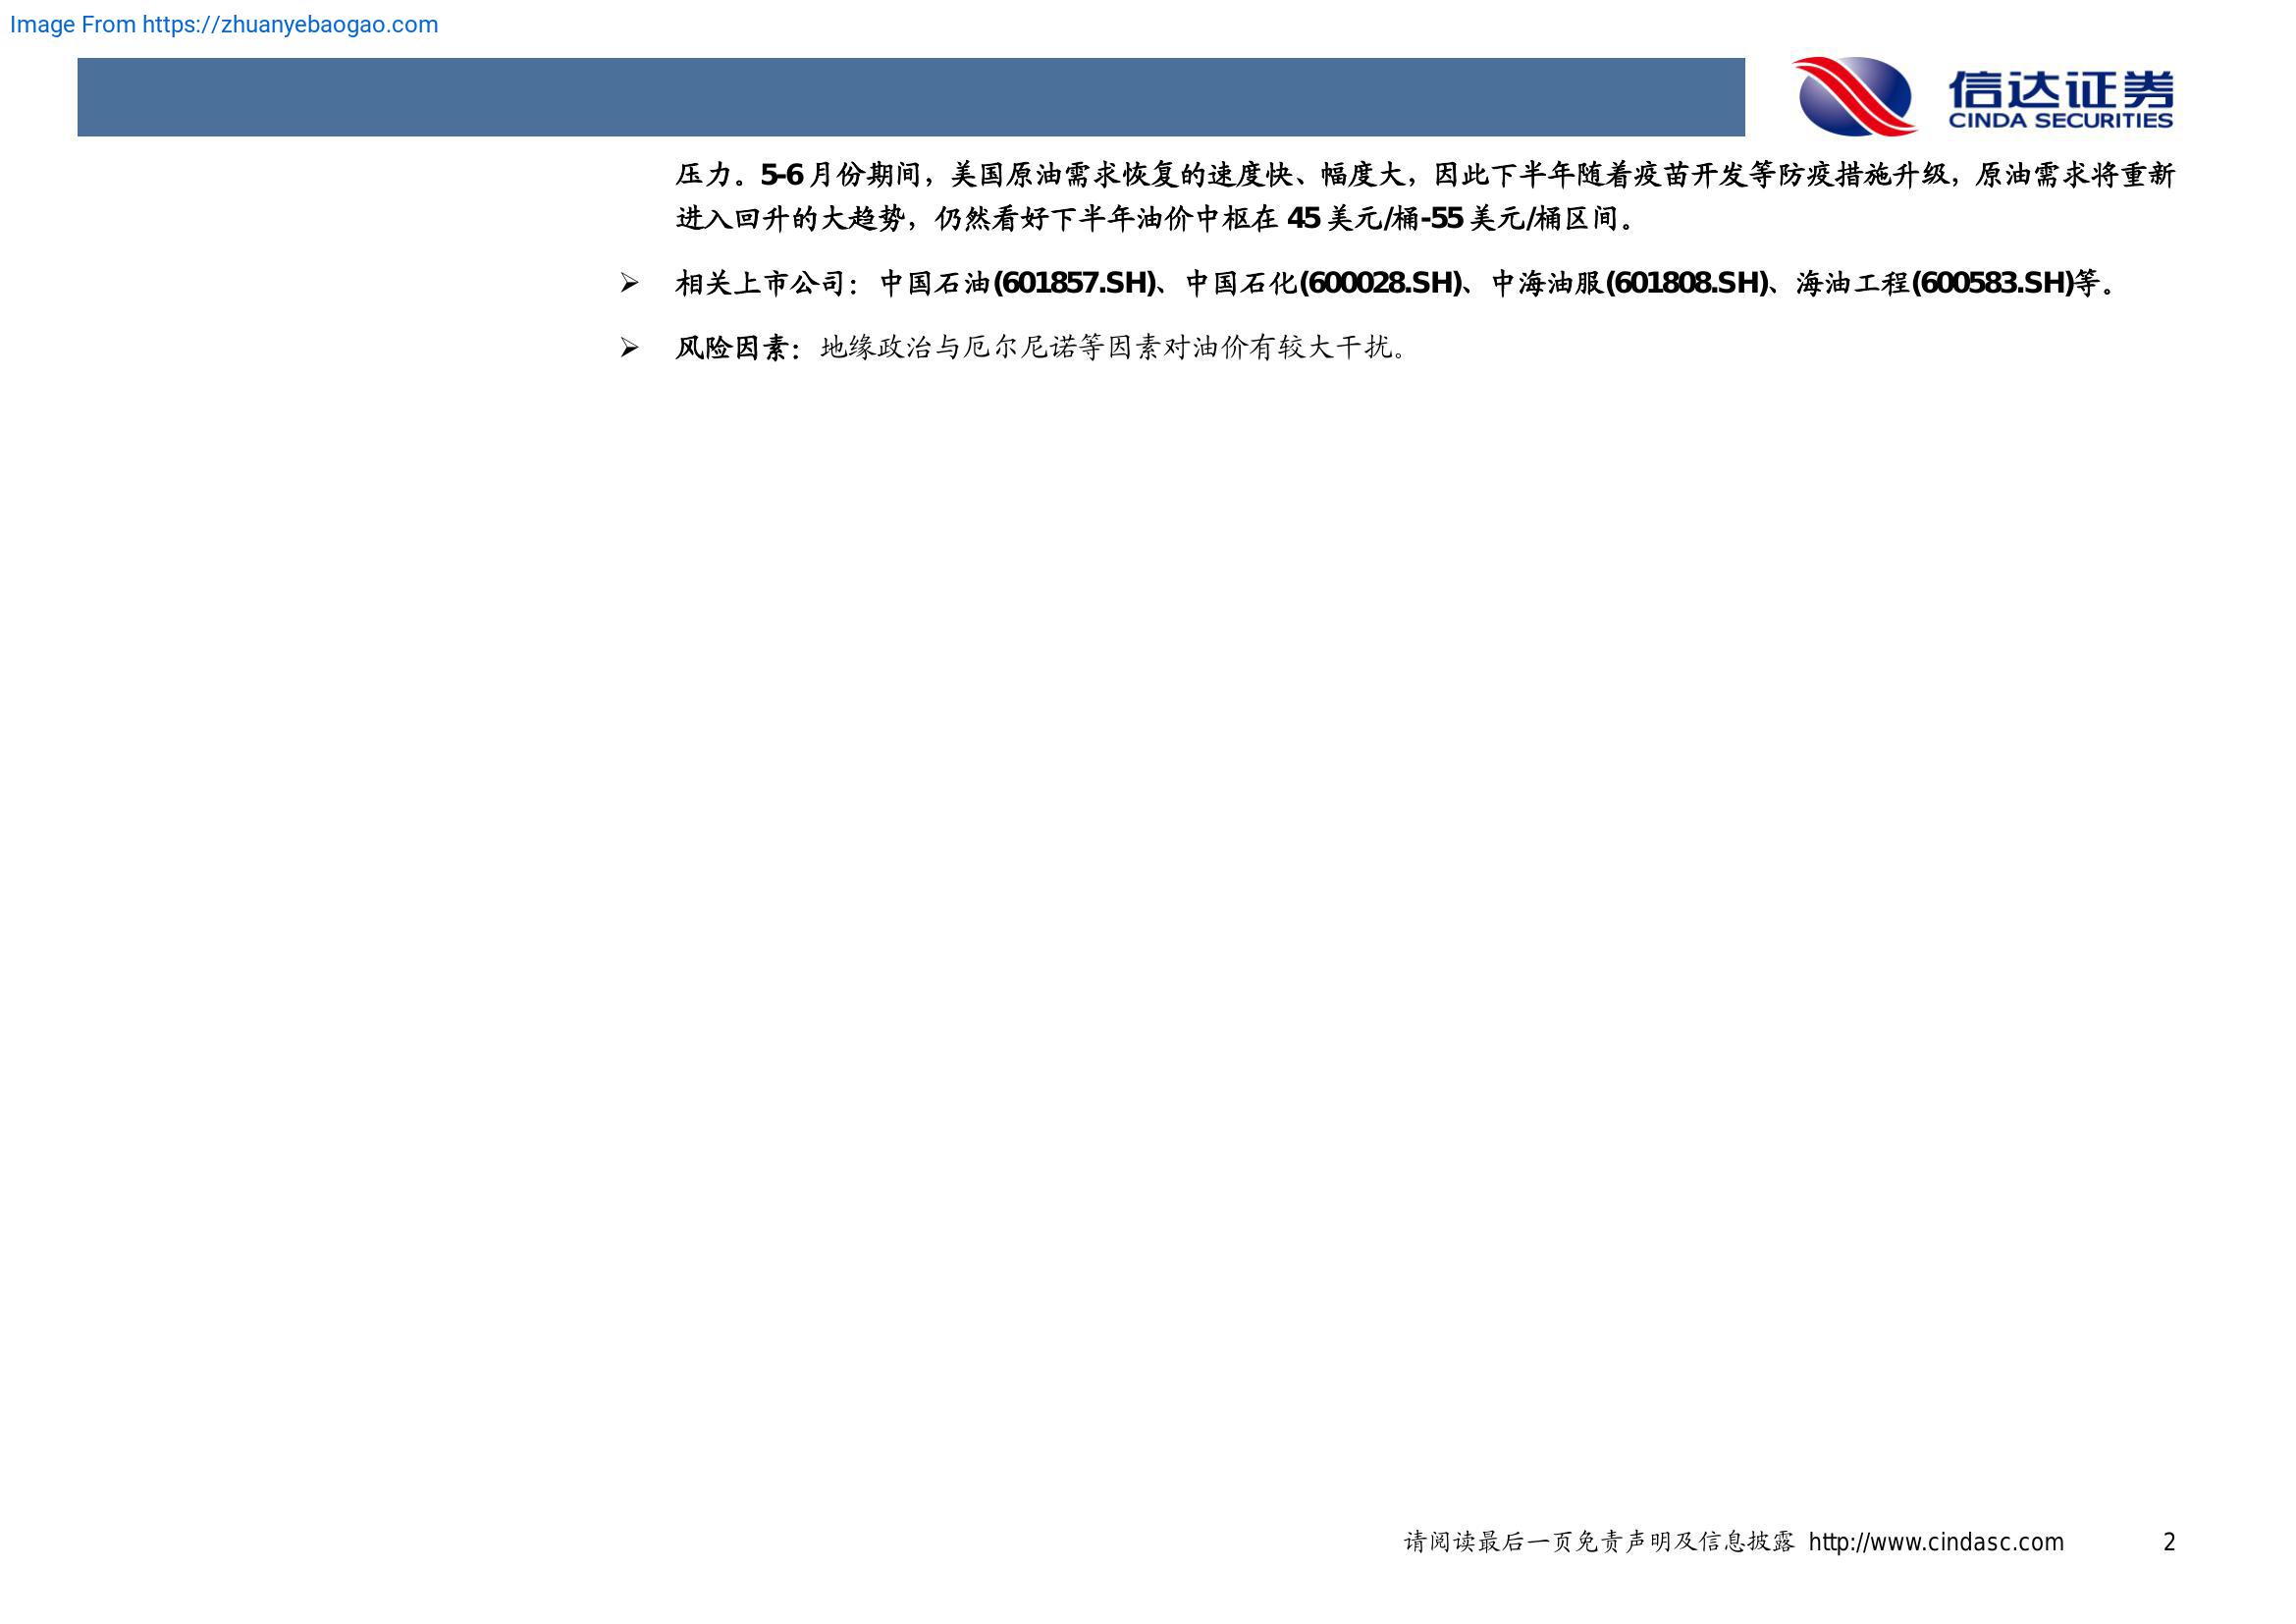 Image From https://zhuanyebaogao.com
信达证券
CINDA SECURITIES
压力。5-6 月份期间，美国原油需求恢复的速度快、幅度大，因此下半年随着疫苗开发等防疫措施升级，原油需求将重新
进入回升的大趋势，仍然看好下半年油价中枢在 45 美元/桶-55 美元/桶区间。
➢ 相关上市公司：中国石油(601857.SH)、中国石化(600028.SH)、中海油服(601808.SH)、海油工程(600583.SH)等。
➢ 风险因素：地缘政治与厄尔尼诺等因素对油价有较大干扰。
请阅读最后一页免责声明及信息披露 http://www.cindasc.com 2